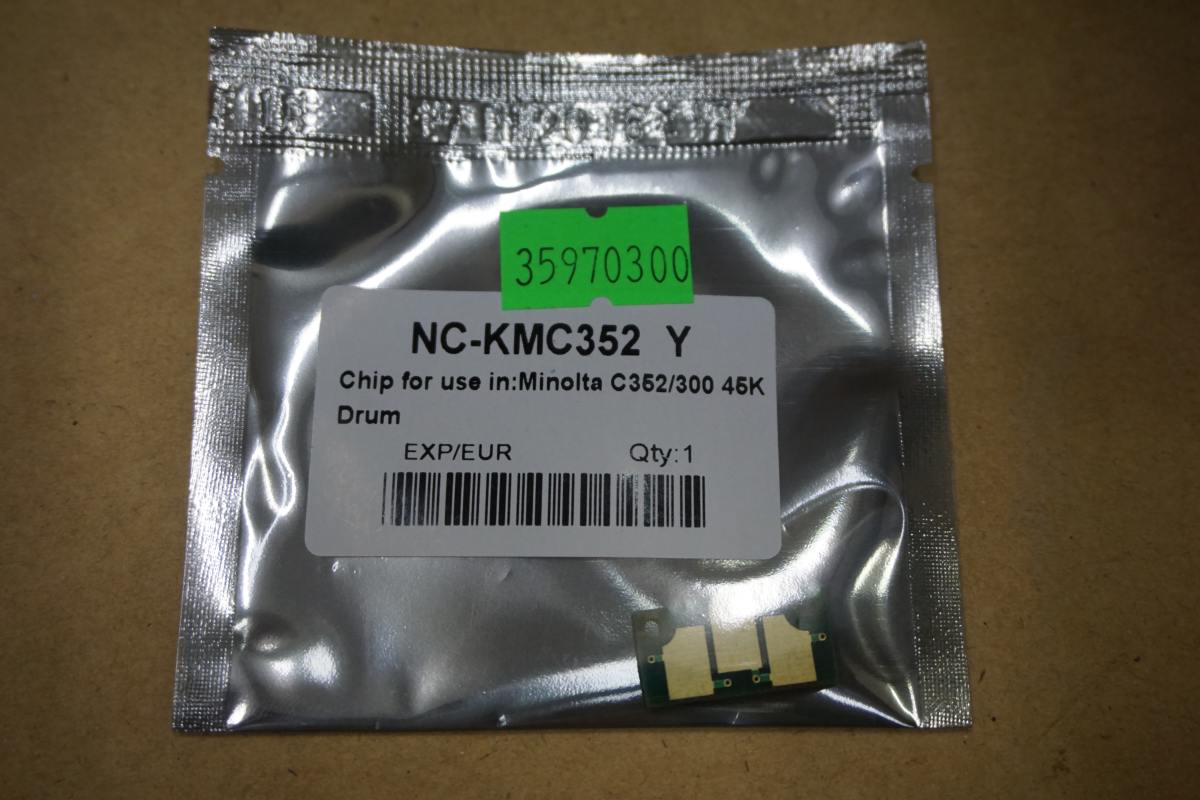 35970300
NC-KMC352 Y
Chip for use in:Minolta C352/300 45K
Drum
EXP/EUR Qty:1